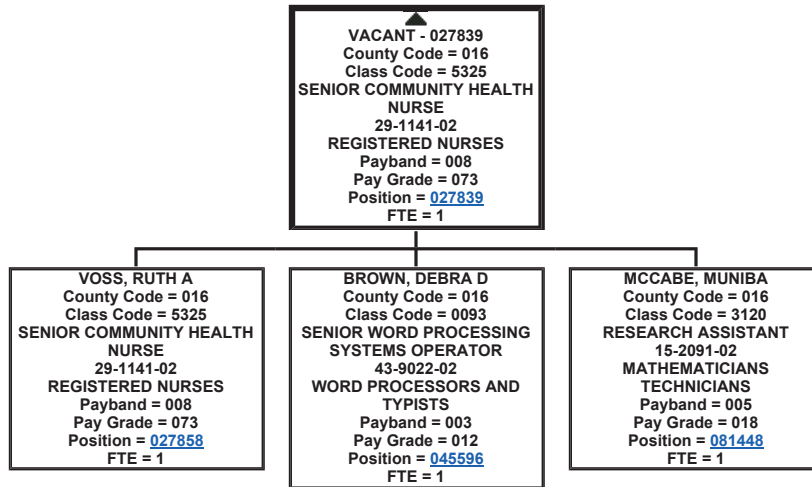 VACANT - 027839
County Code = 016
Class Code = 5325
SENIOR COMMUNITY HEALTH
NURSE
29-1141-02
REGISTERED NURSES
Payband = 008
Pay Grade = 073
Position = 027839
FTE = 1
VOSS, RUTH A
County Code = 016
Class Code = 5325
SENIOR COMMUNITY HEALTH
NURSE
29-1141-02
REGISTERED NURSES
Payband = 008
Pay Grade = 073
Position = 027858
FTE = 1
BROWN, DEBRA D
County Code = 016
Class Code = 0093
SENIOR WORD PROCESSING
SYSTEMS OPERATOR
43-9022-02
WORD PROCESSORS AND
TYPISTS
Payband = 003
Pay Grade = 012
Position = 045596
FTE = 1
MCCABE, MUNIBA
County Code = 016
Class Code = 3120
RESEARCH ASSISTANT
15-2091-02
MATHEMATICIANS
TECHNICIANS
Payband = 005
Pay Grade = 018
Position = 081448
FTE = 1